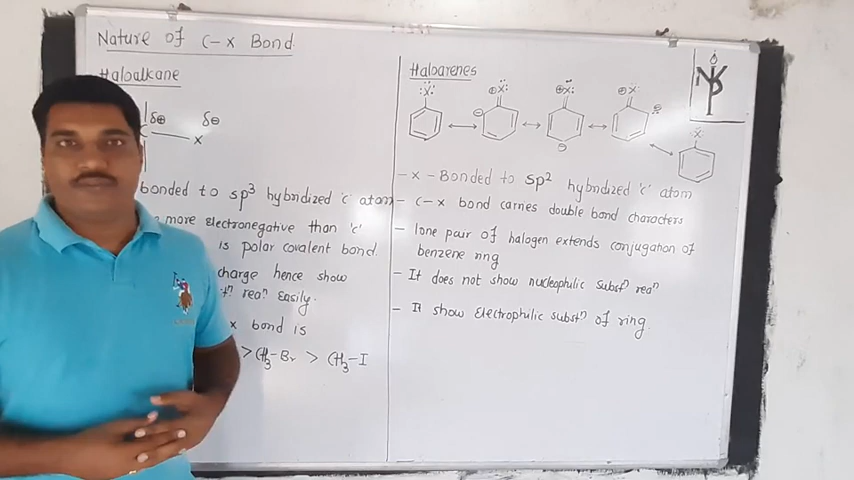 Nature of C-X Bond
Haloalkane
δ⊕ δ⊖
X
bonded to sp³ hybridized 'c' atom
more electronegative than 'c'
is polar covalent bond.
charge hence show
reaⁿ Easily.
x bond is
>CH₃-Br > CH₃-I
Haloarenes
:Ẍ: ⊕Ẍ: ⊕Ẍ: ⊕Ẍ:
⊖ ⊖ ⊖
:Ẍ:
- X - Bonded to sp² hybridized 'c' atom
- C-X bond carries double bond characters
- lone pair of halogen extends conjugation of
benzene ring
- It does not show nucleophilic Substⁿ reaⁿ
- It show Electrophilic substⁿ of ring.